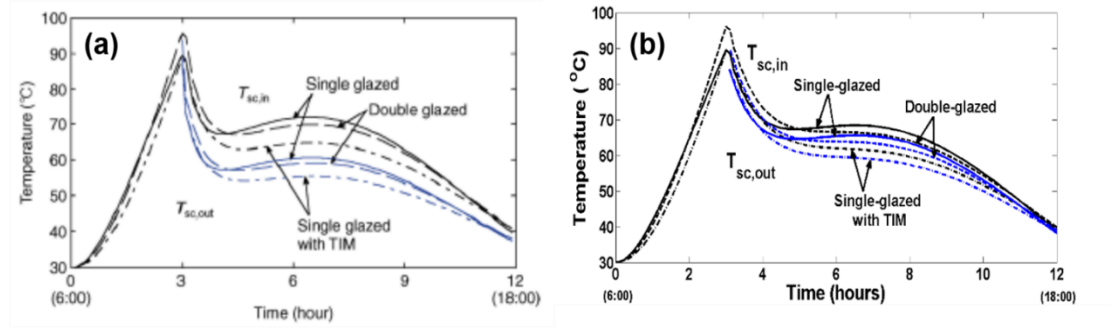 (a)
Temperature (°C)
100
90
80
70
60
50
40
30
Tsc,in
Single glazed
Double glazed
Tsc,out
Single glazed
with TIM
0
3
6
9
12
(6:00)
(18:00)
Time (hour)
(b)
Temperature (°C)
100
90
80
70
60
50
40
30
Tsc,in
Single-glazed
Double-glazed
Tsc,out
Single-glazed
with TIM
0
2
4
6
8
10
12
(6:00)
Time (hours)
(18:00)